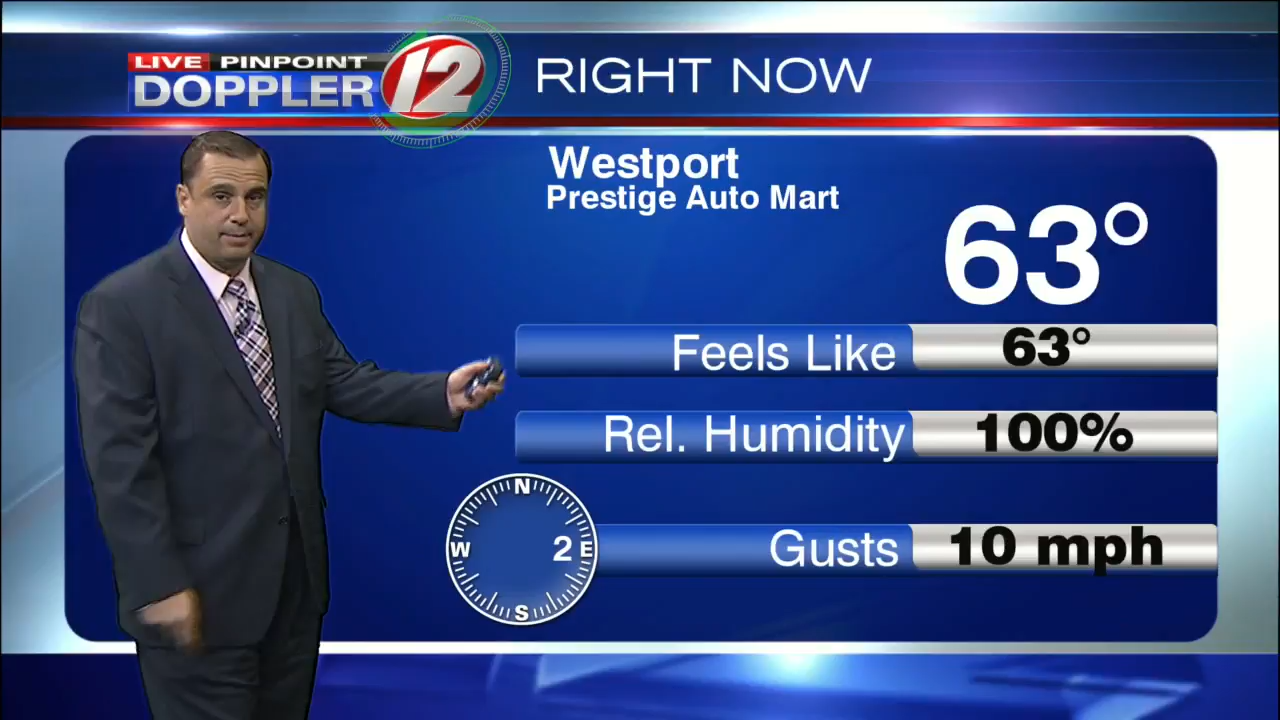 LIVE PINPOINT
DOPPLER 12
RIGHT NOW
Westport
Prestige Auto Mart
63°
Feels Like 63°
Rel. Humidity 100%
N
W 2 E
S
Gusts 10 mph